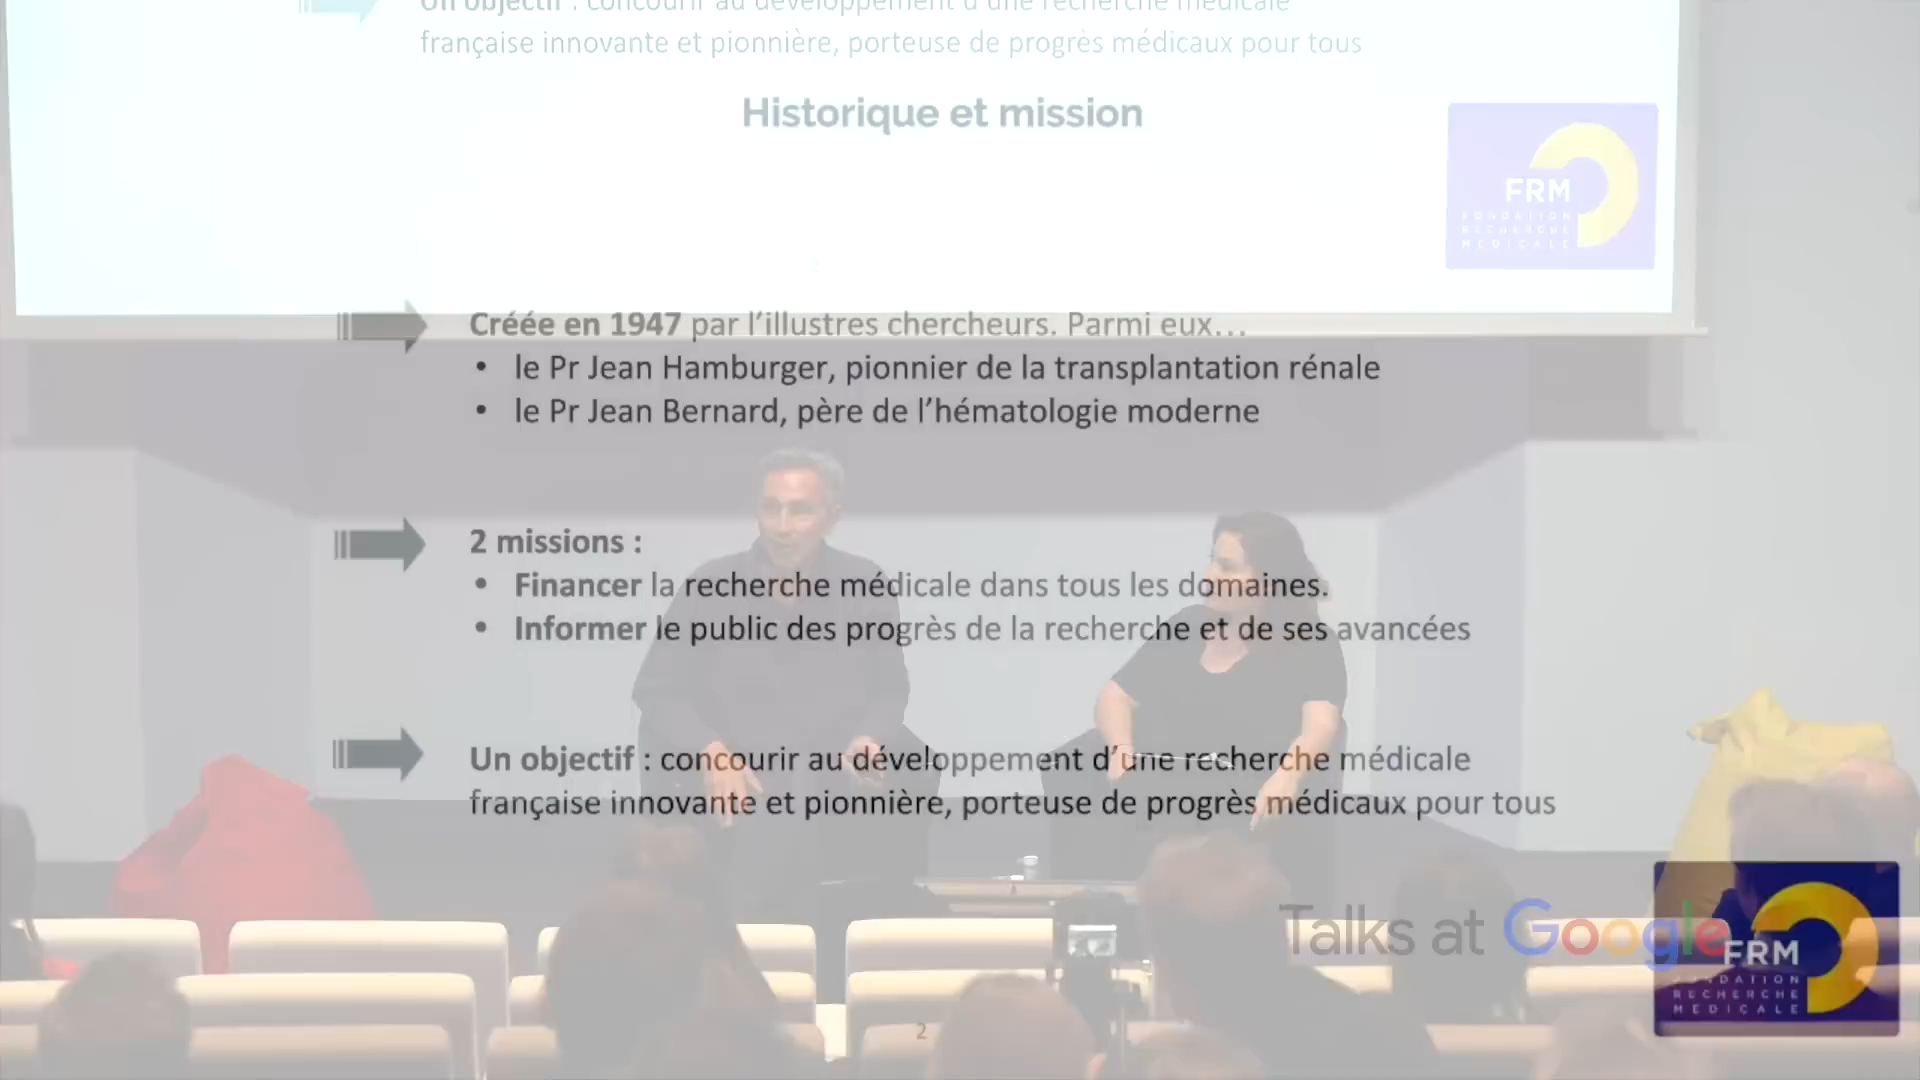 Un objectif : concourir au développement d'une recherche médicale
française innovante et pionnière, porteuse de progrès médicaux pour tous
Historique et mission
FRM
FONDATION
RECHERCHE
MEDICALE
Créée en 1947 par l'illustres chercheurs. Parmi eux...
• le Pr Jean Hamburger, pionnier de la transplantation rénale
• le Pr Jean Bernard, père de l'hématologie moderne
2 missions :
• Financer la recherche médicale dans tous les domaines.
• Informer le public des progrès de la recherche et de ses avancées
Un objectif : concourir au développement d'une recherche médicale
française innovante et pionnière, porteuse de progrès médicaux pour tous
Talks at Google
FRM
FONDATION
RECHERCHE
MEDICALE
2